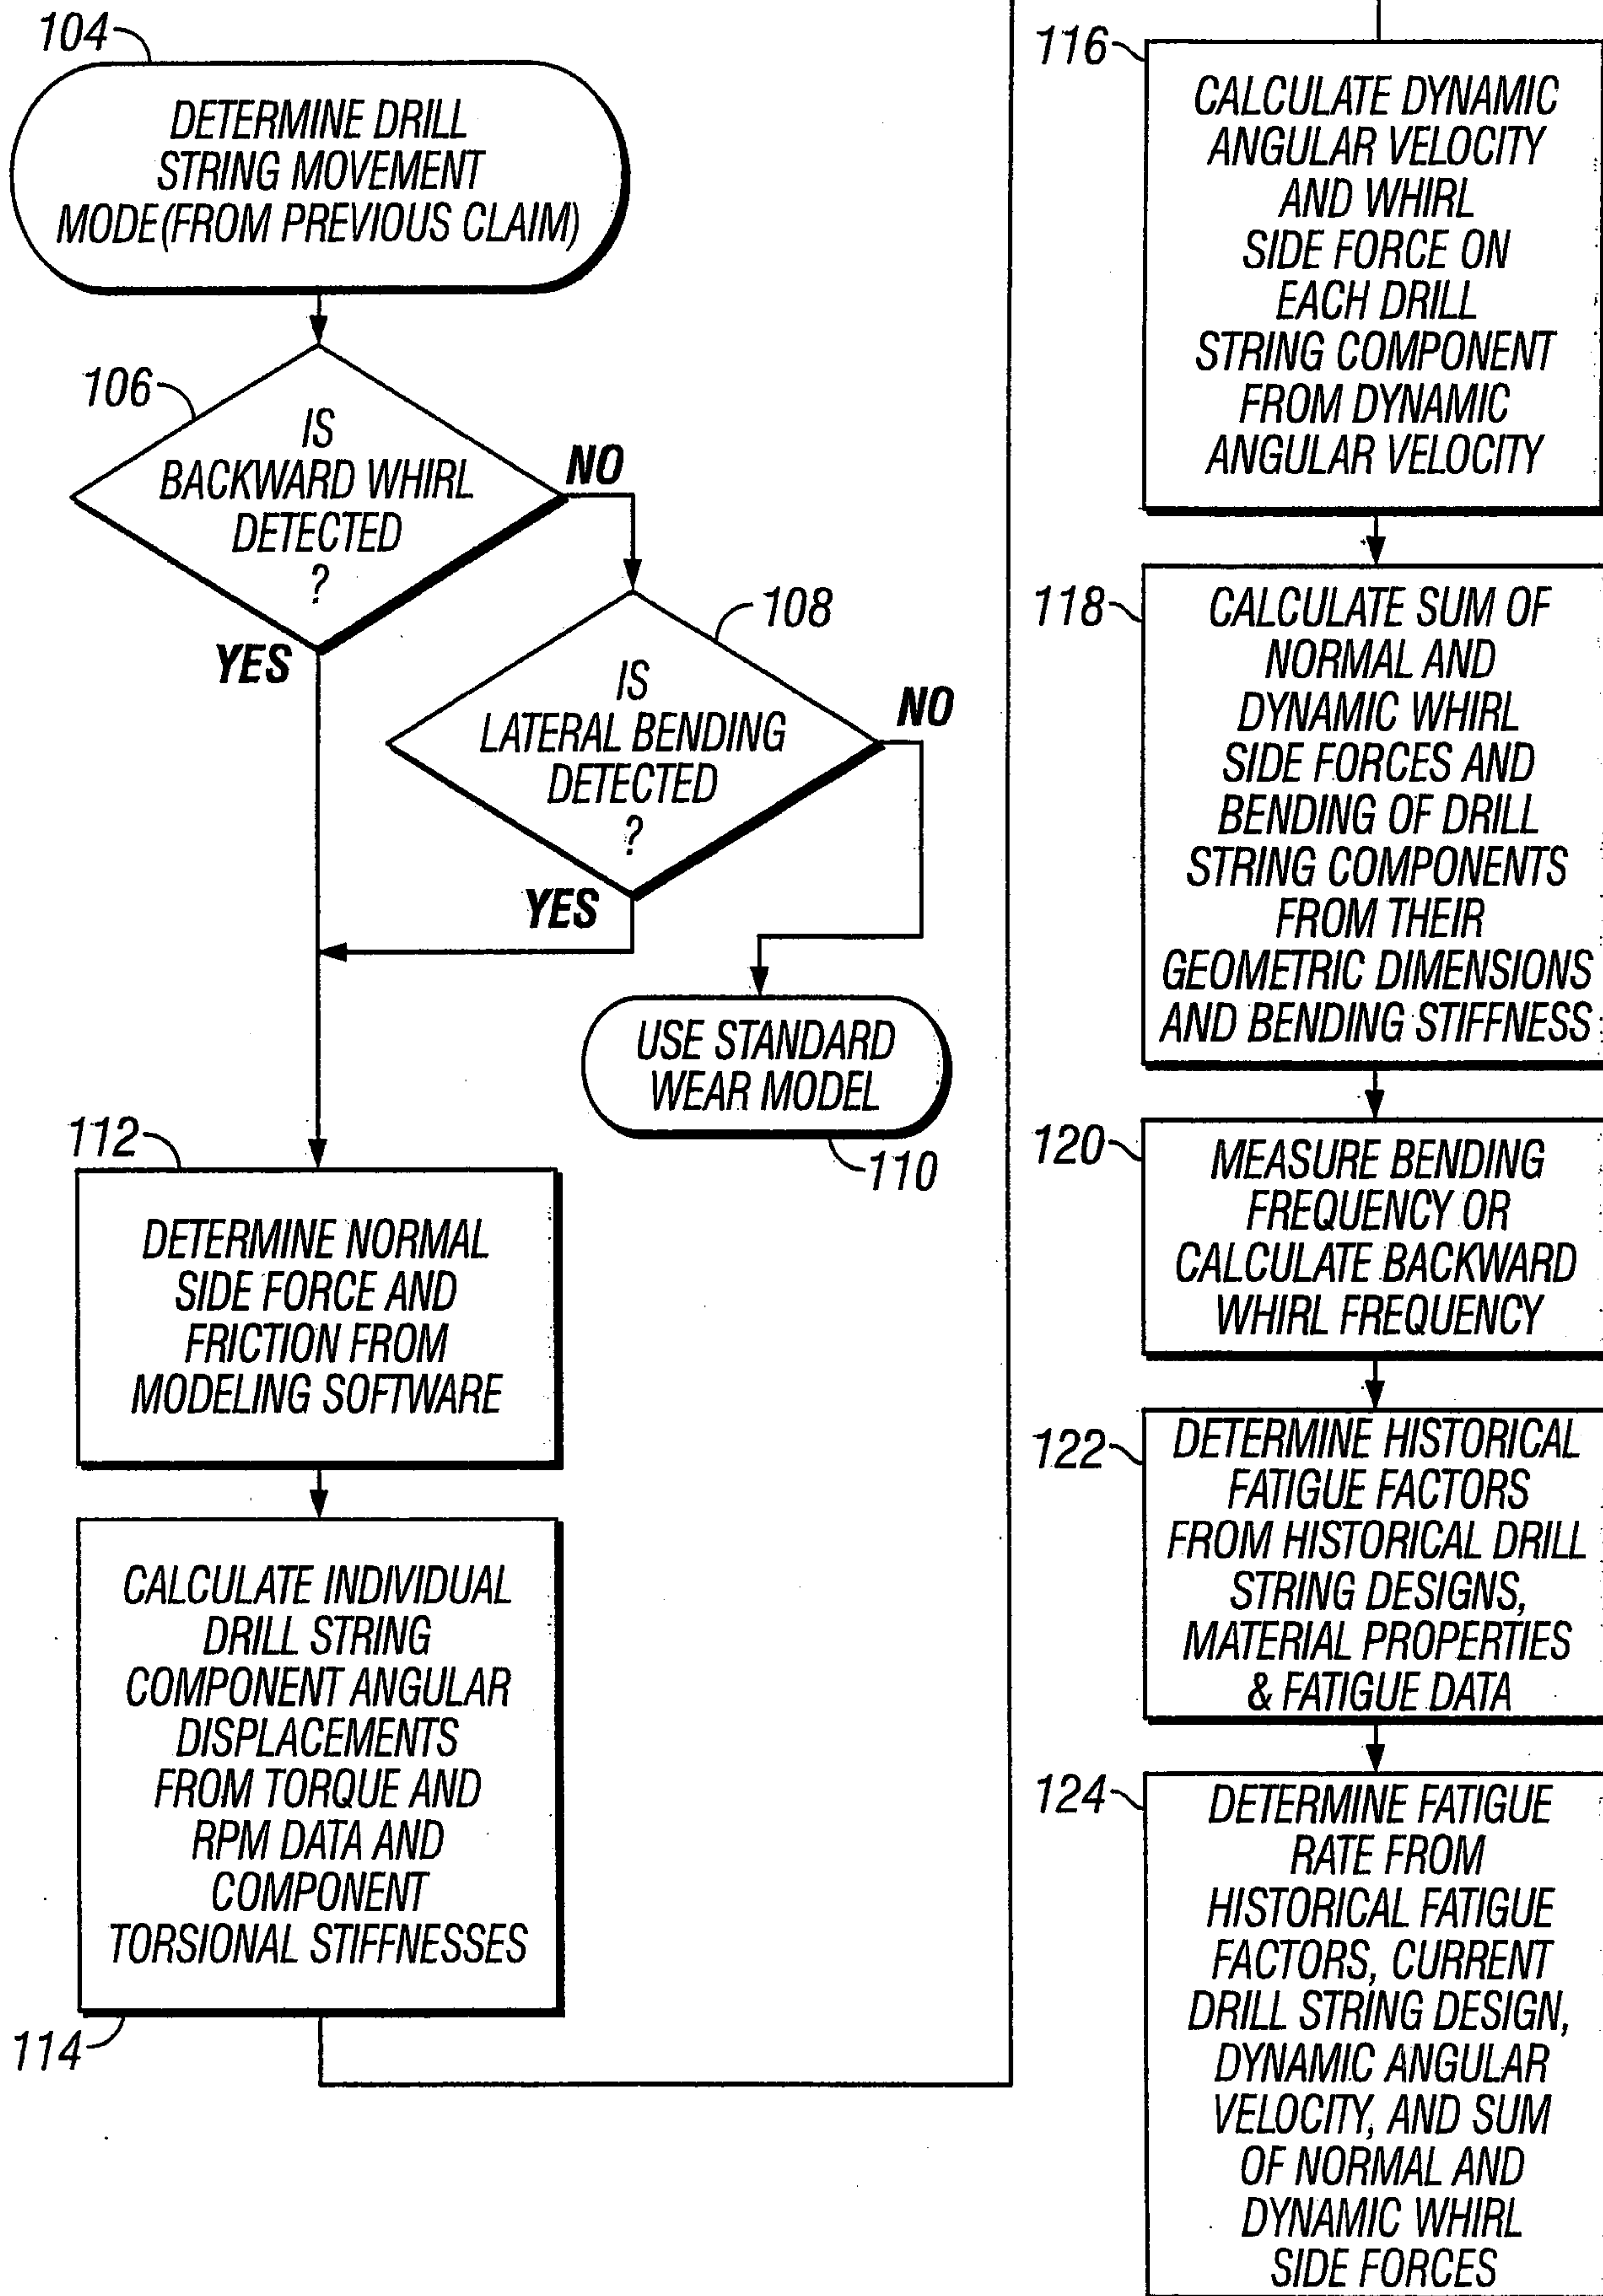 104
DETERMINE DRILL
STRING MOVEMENT
MODE(FROM PREVIOUS CLAIM)
106
IS
BACKWARD WHIRL
DETECTED
?
NO
YES
108
IS
LATERAL BENDING
DETECTED
?
NO
YES
USE STANDARD
WEAR MODEL
110
112
DETERMINE NORMAL
SIDE FORCE AND
FRICTION FROM
MODELING SOFTWARE
CALCULATE INDIVIDUAL
DRILL STRING
COMPONENT ANGULAR
DISPLACEMENTS
FROM TORQUE AND
RPM DATA AND
COMPONENT
TORSIONAL STIFFNESSES
114
116
CALCULATE DYNAMIC
ANGULAR VELOCITY
AND WHIRL
SIDE FORCE ON
EACH DRILL
STRING COMPONENT
FROM DYNAMIC
ANGULAR VELOCITY
118
CALCULATE SUM OF
NORMAL AND
DYNAMIC WHIRL
SIDE FORCES AND
BENDING OF DRILL
STRING COMPONENTS
FROM THEIR
GEOMETRIC DIMENSIONS
AND BENDING STIFFNESS
120
MEASURE BENDING
FREQUENCY OR
CALCULATE BACKWARD
WHIRL FREQUENCY
122
DETERMINE HISTORICAL
FATIGUE FACTORS
FROM HISTORICAL DRILL
STRING DESIGNS,
MATERIAL PROPERTIES
& FATIGUE DATA
124
DETERMINE FATIGUE
RATE FROM
HISTORICAL FATIGUE
FACTORS, CURRENT
DRILL STRING DESIGN,
DYNAMIC ANGULAR
VELOCITY, AND SUM
OF NORMAL AND
DYNAMIC WHIRL
SIDE FORCES